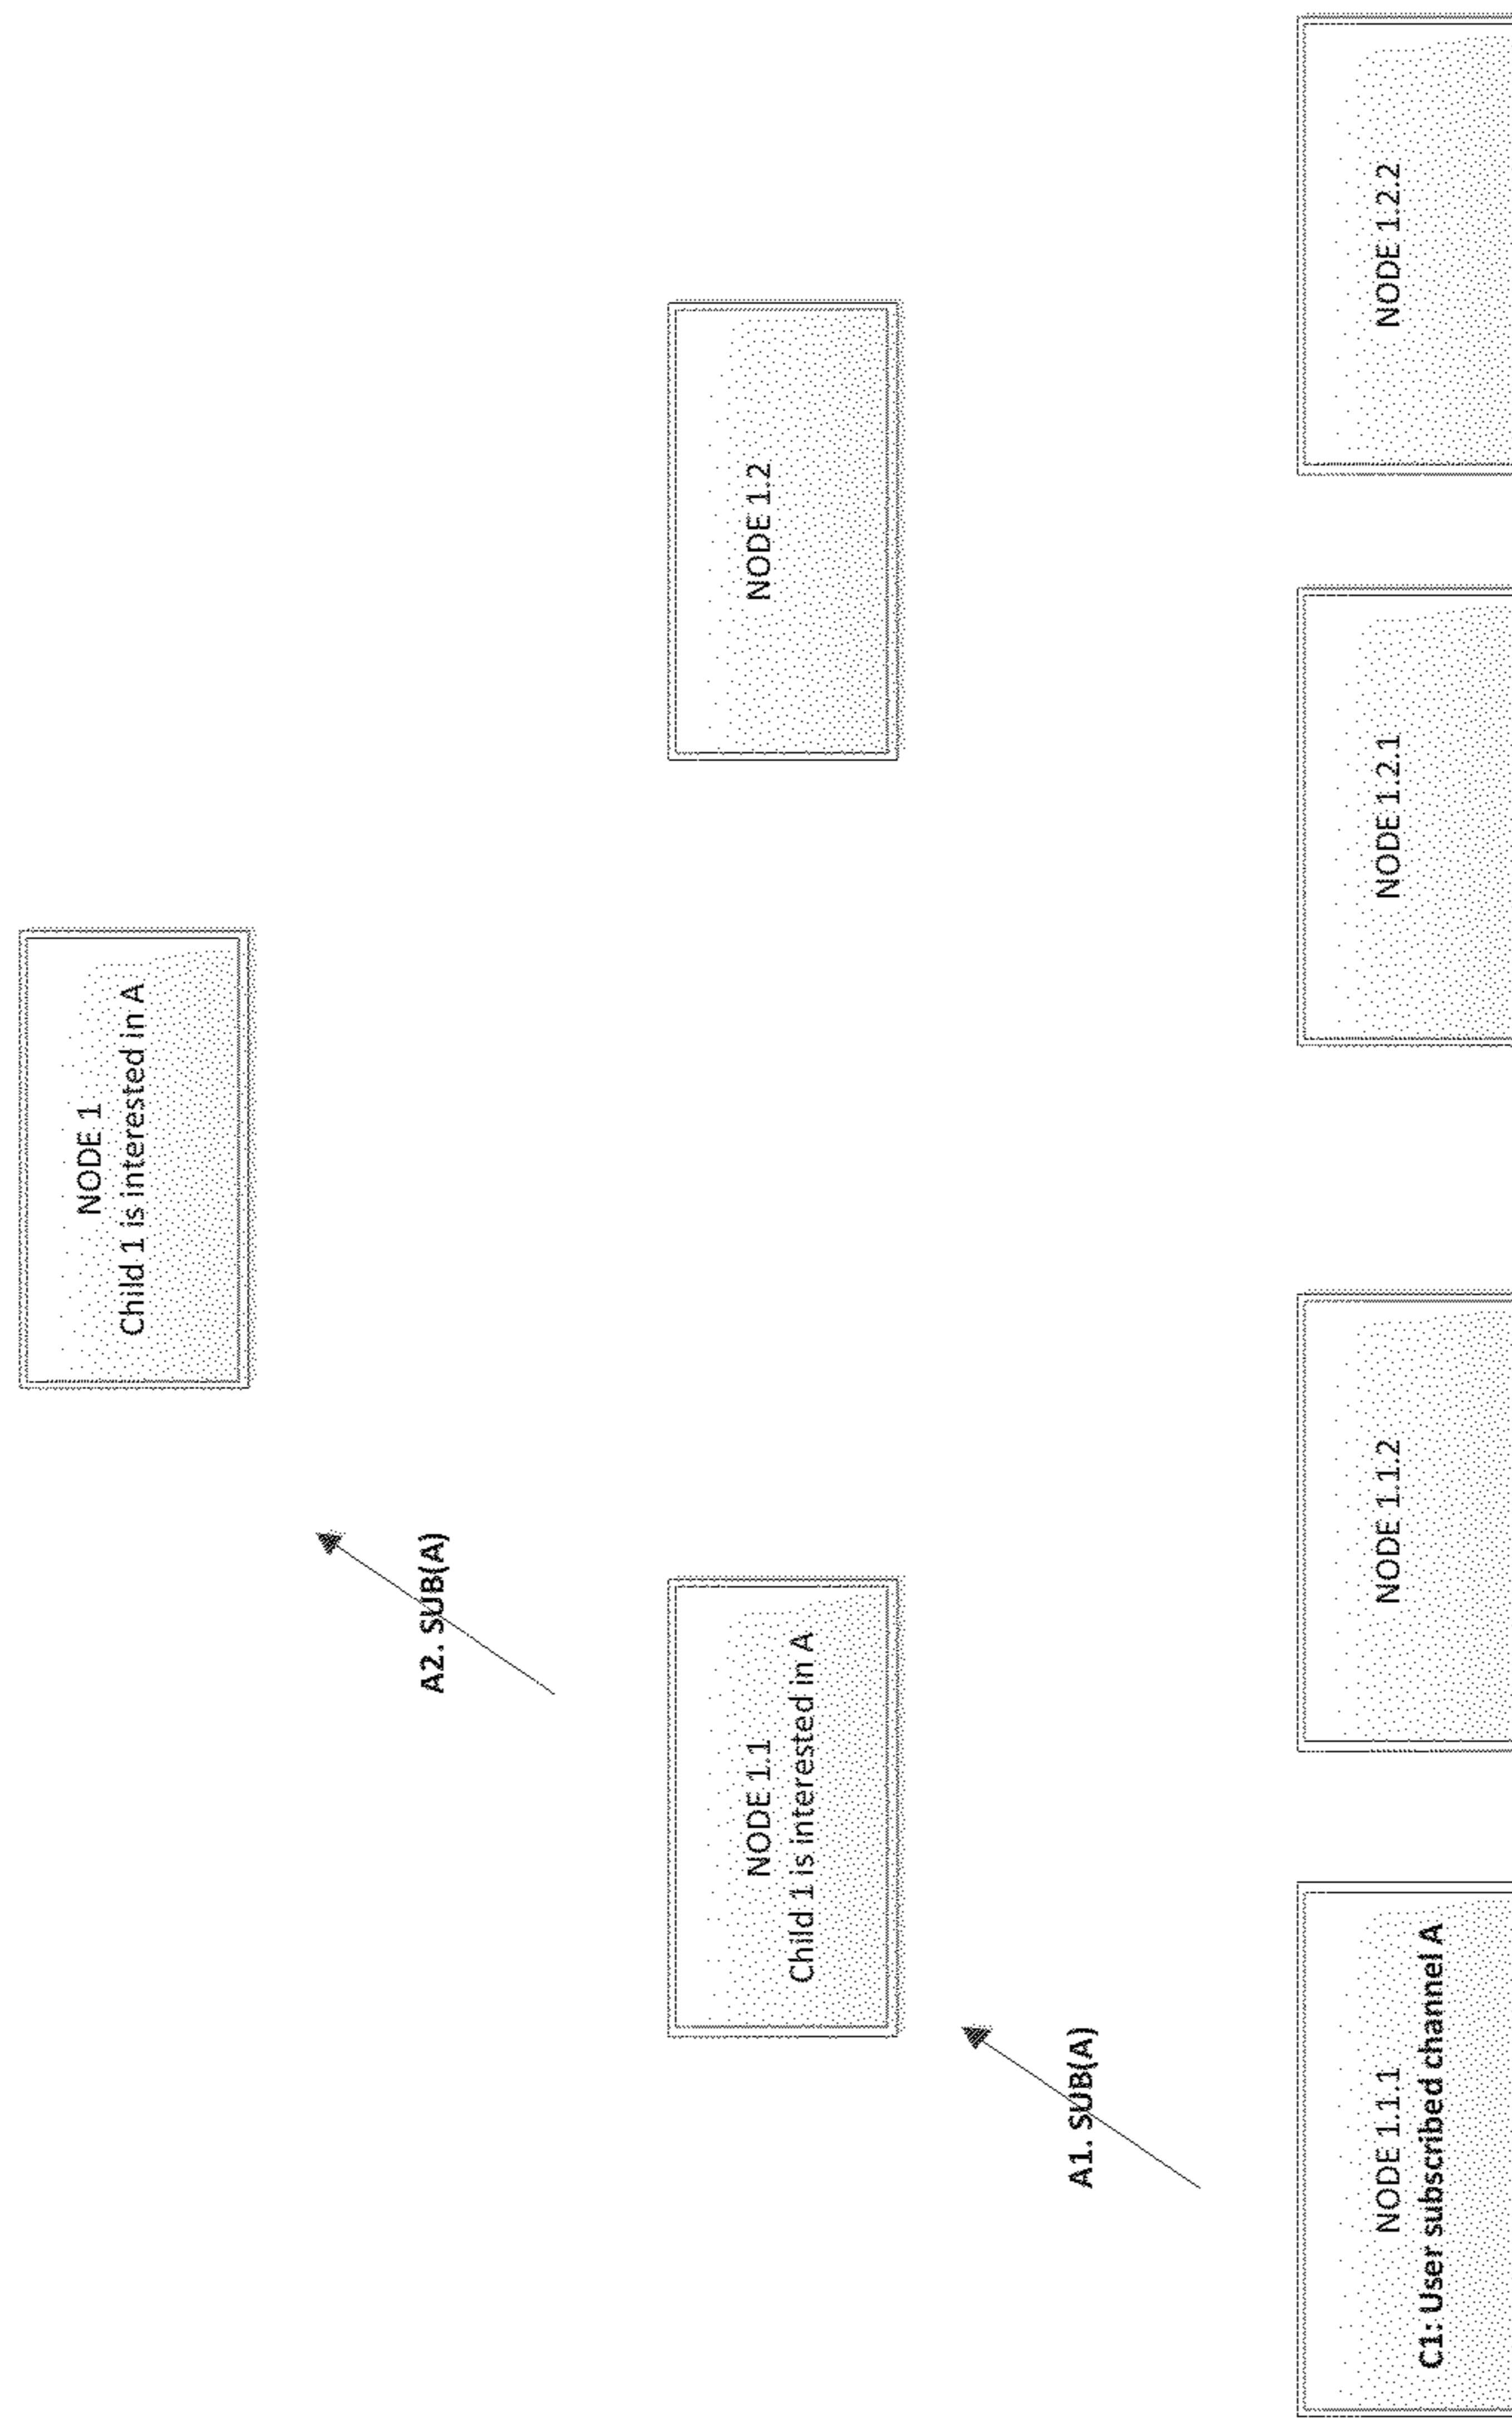 NODE 1
Child 1 is interested in A
A2. SUB(A)
NODE 1.1
Child 1 is interested in A
NODE 1.2
A1. SUB(A)
NODE 1.1.1
C1: User subscribed channel A
NODE 1.1.2
NODE 1.2.1
NODE 1.2.2